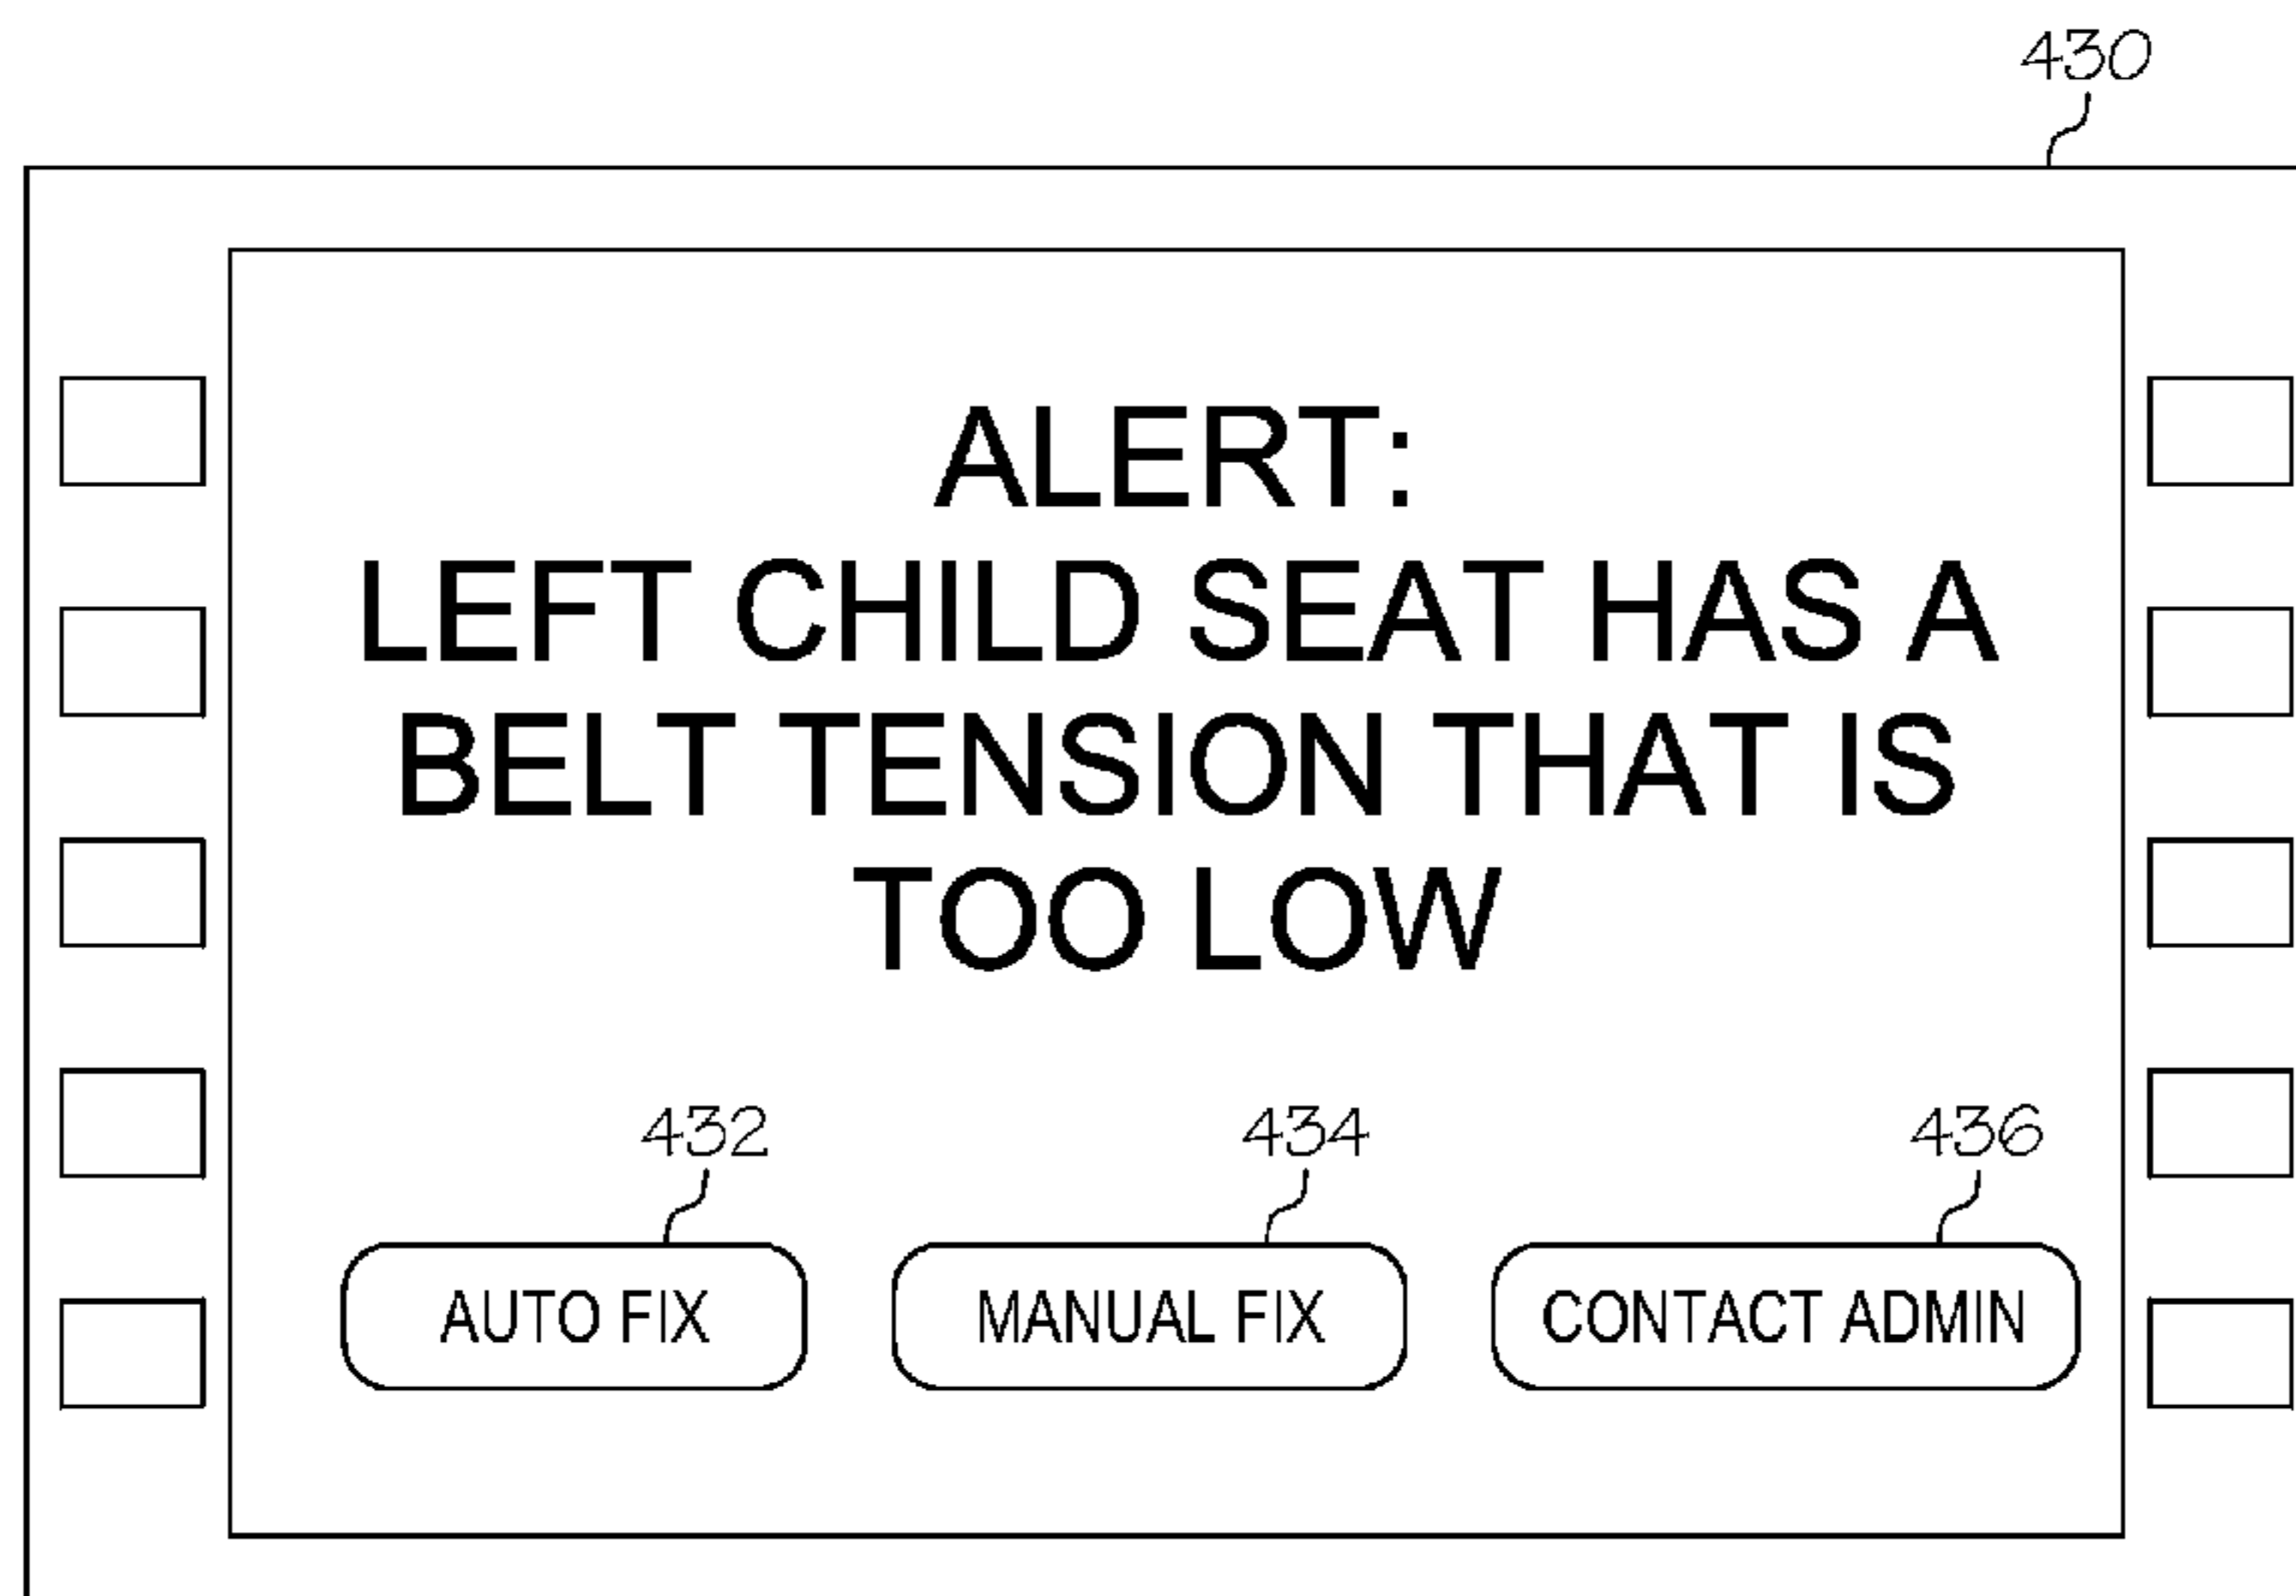 430
ALERT:
LEFT CHILD SEAT HAS A
BELT TENSION THAT IS
TOO LOW
432 434 436
AUTO FIX MANUAL FIX CONTACT ADMIN